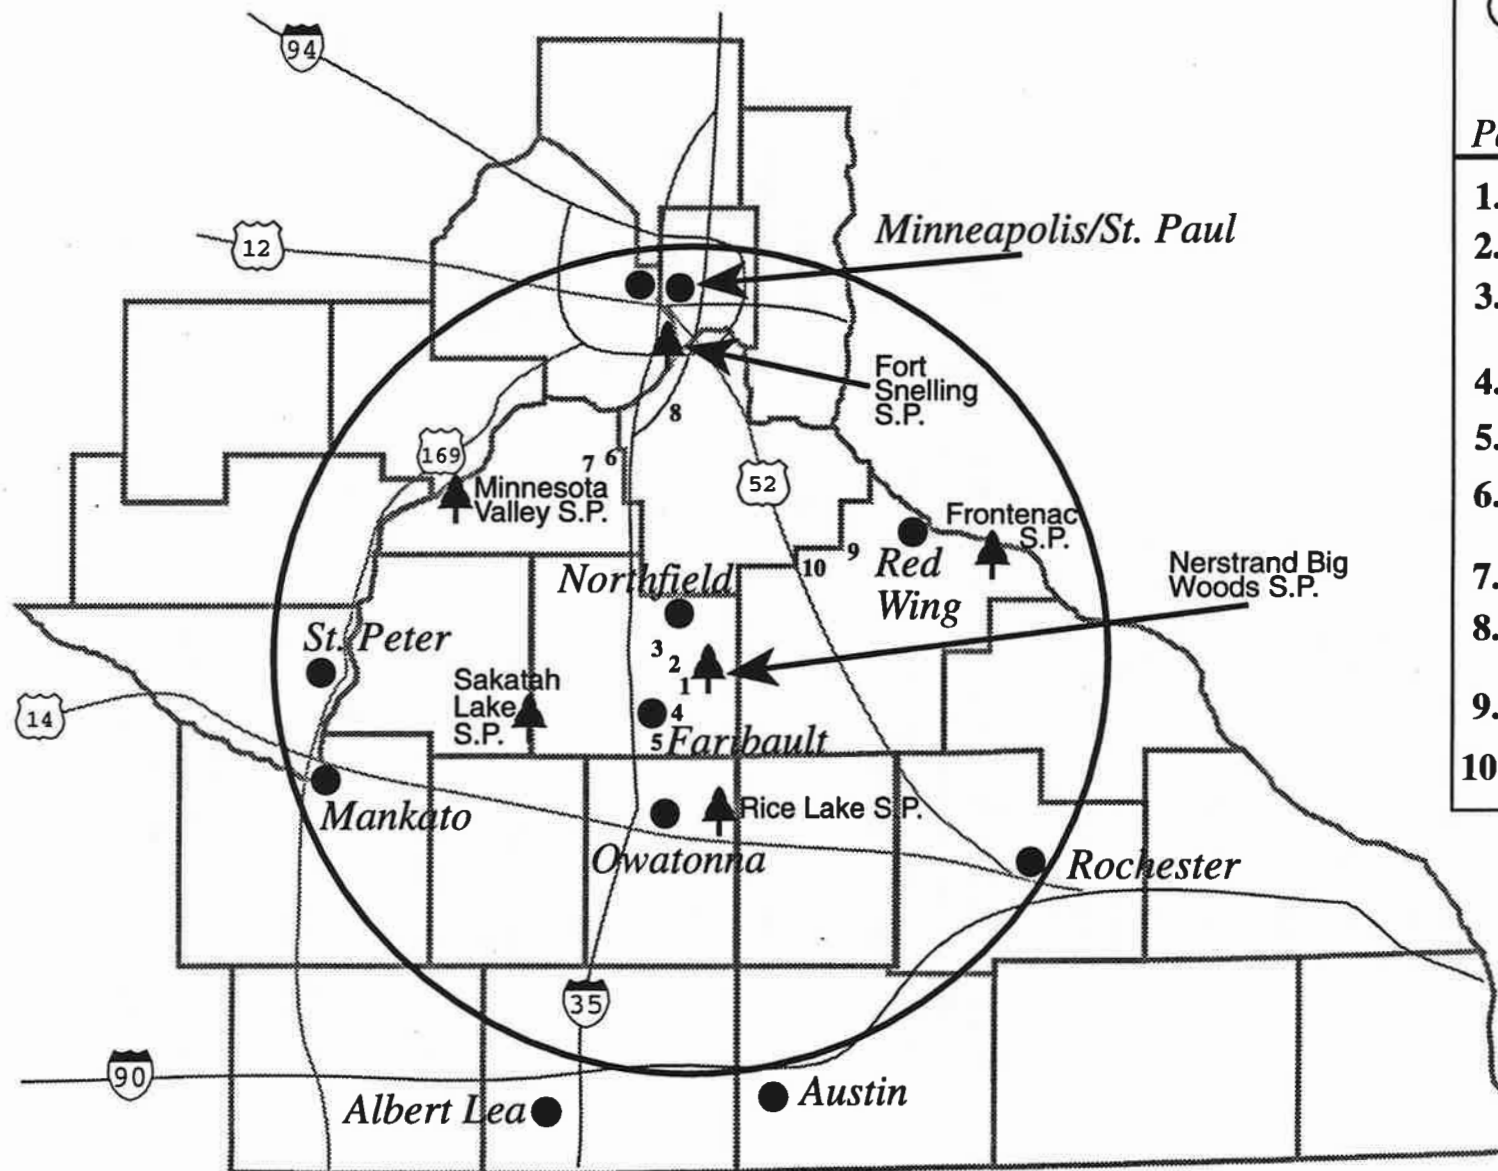 94
12
Minneapolis/St. Paul
Fort
Snelling
S.P.
8
169
7
6
52
Minnesota
Valley S.P.
Frontenac
S.P.
9
10
Red
Wing
Nerstrand Big
Woods S.P.
Northfield
St. Peter
3
2
1
Sakatah
Lake
S.P.
4
5
Faribault
14
Mankato
Rice Lake S.P.
Owatonna
Rochester
35
90
Albert Lea
Austin
1.
2.
3.
4.
5.
6.
7.
8.
9.
10